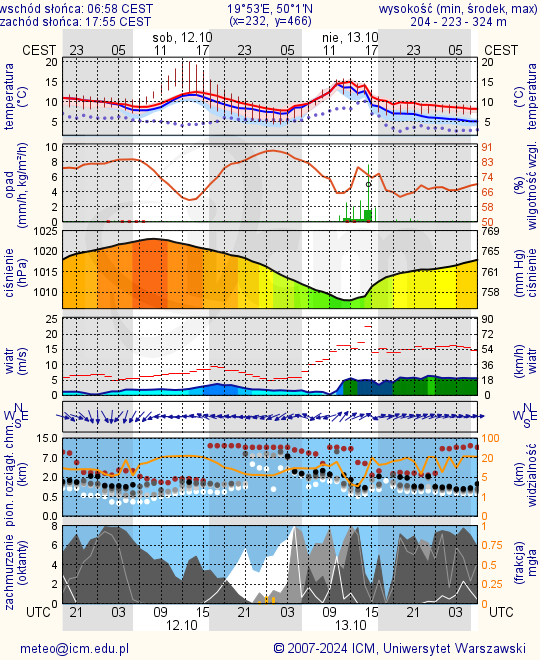 wschód słońca: 06:58 CEST
zachód słońca: 17:55 CEST
19°53'E, 50°1'N
(x=232, y=466)
wysokość (min, środek, max)
204 - 223 - 324 m
sob, 12.10
nie, 13.10
CEST 23 05 11 17 23 05 11 17 23 05 CEST
temperatura (°C)
20
15
10
5
20
15
10
5
temperatura (°C)
opad (mm/h, kg/m²/h)
10
8
6
4
2
0
91
83
74
66
58
50
(%) wilgotność wzgl.
ciśnienie (hPa)
1025
1020
1015
1010
769
765
761
758
(mm Hg) ciśnienie
wiatr (m/s)
25
20
15
10
5
0
90
72
54
36
18
0
(km/h) wiatr
N
W E
S
N
W E
S
pion. rozciągł. chm. (km)
15.0
7.0
2.0
0.5
0.0
100
20
5
1
0
(km) widzialność
zachmurzenie (oktanty)
8
6
4
2
0
1
0.75
0.5
0.25
0
(frakcja) mgła
UTC 21 03 09 15 21 03 09 15 21 03 UTC
12.10
13.10
meteo@icm.edu.pl
© 2007-2024 ICM, Uniwersytet Warszawski